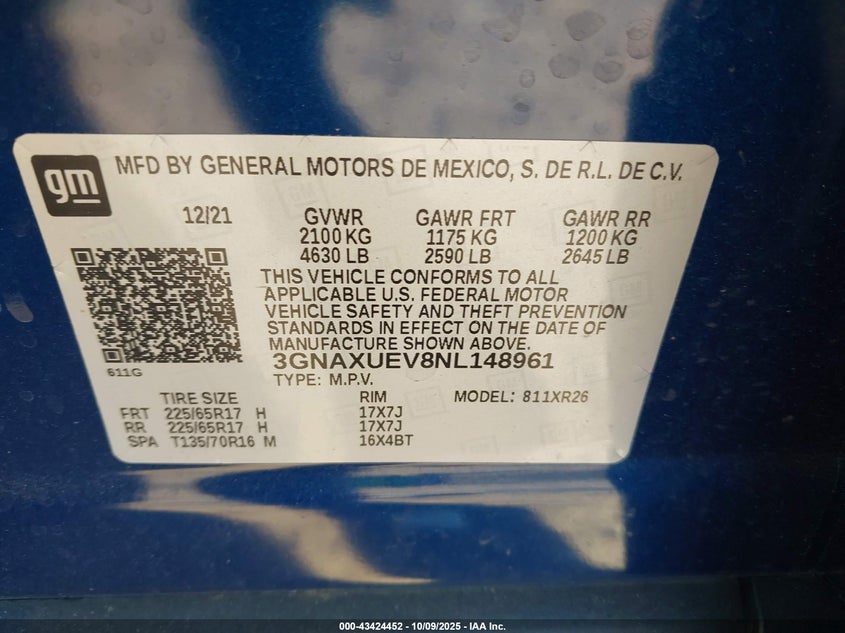 gm
MFD BY GENERAL MOTORS DE MEXICO, S. DE R.L. DE C.V.
12/21 GVWR GAWR FRT GAWR RR
2100 KG 1175 KG 1200 KG
4630 LB 2590 LB 2645 LB
THIS VEHICLE CONFORMS TO ALL
APPLICABLE U.S. FEDERAL MOTOR
VEHICLE SAFETY AND THEFT PREVENTION
STANDARDS IN EFFECT ON THE DATE OF
MANUFACTURE SHOWN ABOVE.
3GNAXUEV8NL148961
611G
TYPE: M.P.V.
TIRE SIZE RIM MODEL: 811XR26
FRT 225/65R17 H 17X7J
RR 225/65R17 H 17X7J
SPA T135/70R16 M 16X4BT
000-43424452 - 10/09/2025 - IAA Inc.